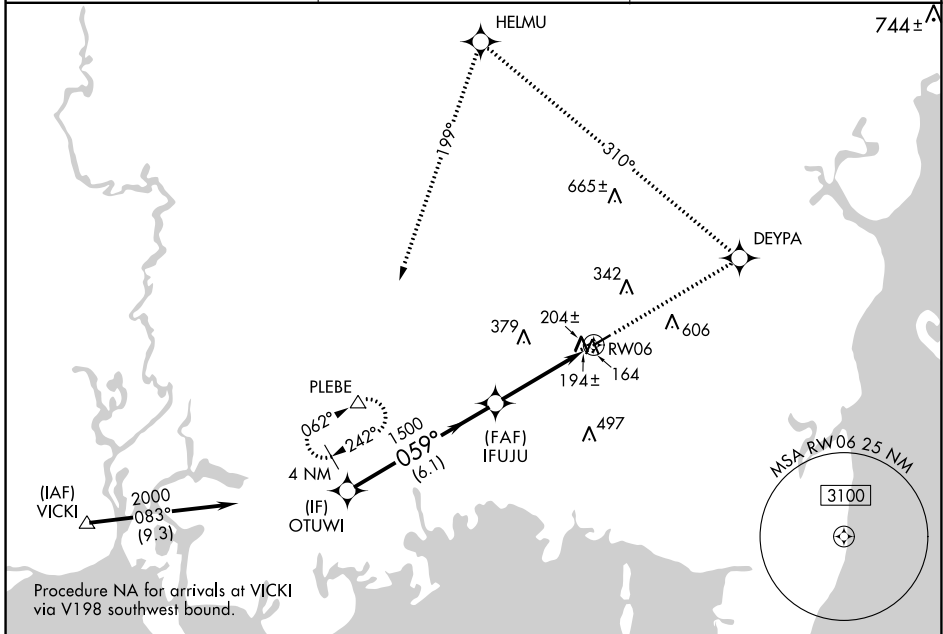 HELMU
744±
199°
310°
665±
DEYPA
342
204±
379
606
RW06
194±
164
PLEBE
062°
242°
1500
059°
(6.1)
4 NM
(FAF)
IFUJU
497
MSA RW06 25 NM
3100
(IAF)
VICKI
2000
083°
(9.3)
(IF)
OTUWI
Procedure NA for arrivals at VICKI
via V198 southwest bound.